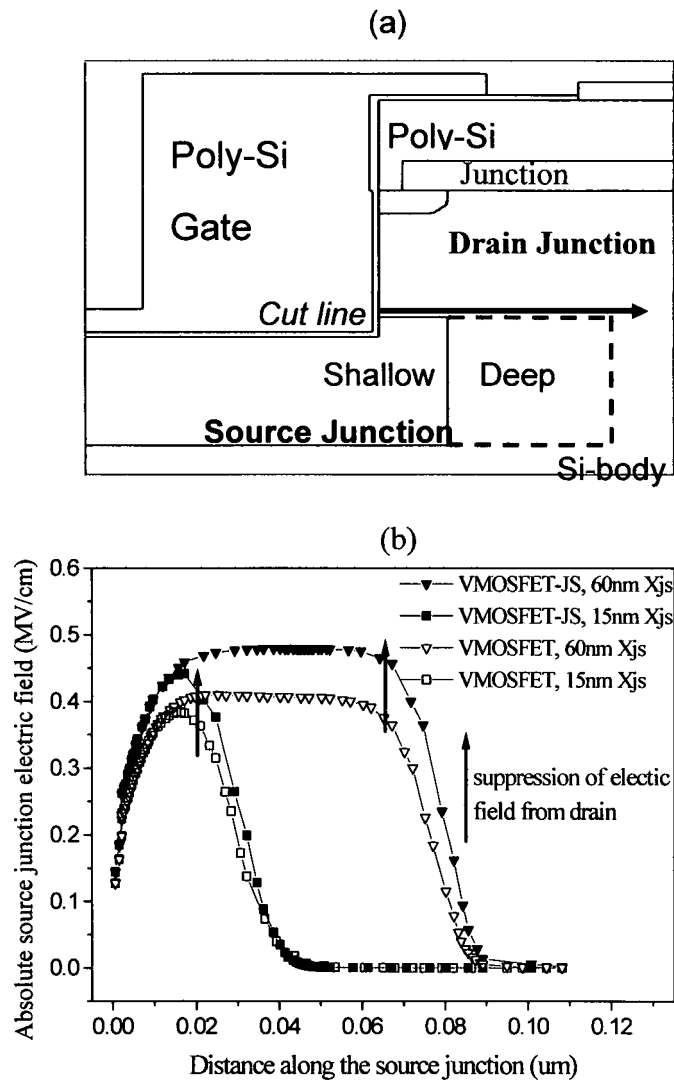 (a)
Poly-Si
Poly-Si
Junction
Gate
Drain Junction
Cut line
Shallow
Deep
Source Junction
Si-body
(b)
0.6
0.5
0.4
0.3
0.2
0.1
0.0
Absolute source junction electric field (MV/cm)
VMOSFET-JS, 60nm Xjs
VMOSFET-JS, 15nm Xjs
VMOSFET, 60nm Xjs
VMOSFET, 15nm Xjs
suppression of electic
field from drain
0.00
0.02
0.04
0.06
0.08
0.10
0.12
Distance along the source junction (um)